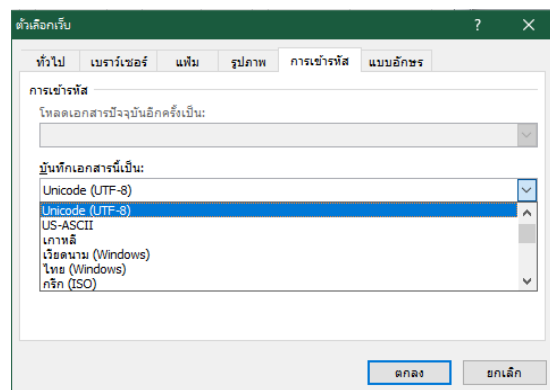 ตัวเลือกเว็บ ?
ทั่วไป เบราว์เซอร์ แฟ้ม รูปภาพ การเข้ารหัส แบบอักษร
การเข้ารหัส
โหลดเอกสารปัจจุบันอีกครั้งเป็น:
บันทึกเอกสารนี้เป็น:
Unicode (UTF-8)
Unicode (UTF-8)
US-ASCII
เกาหลี
เวียดนาม (Windows)
ไทย (Windows)
กรีก (ISO)
ตกลง ยกเลิก